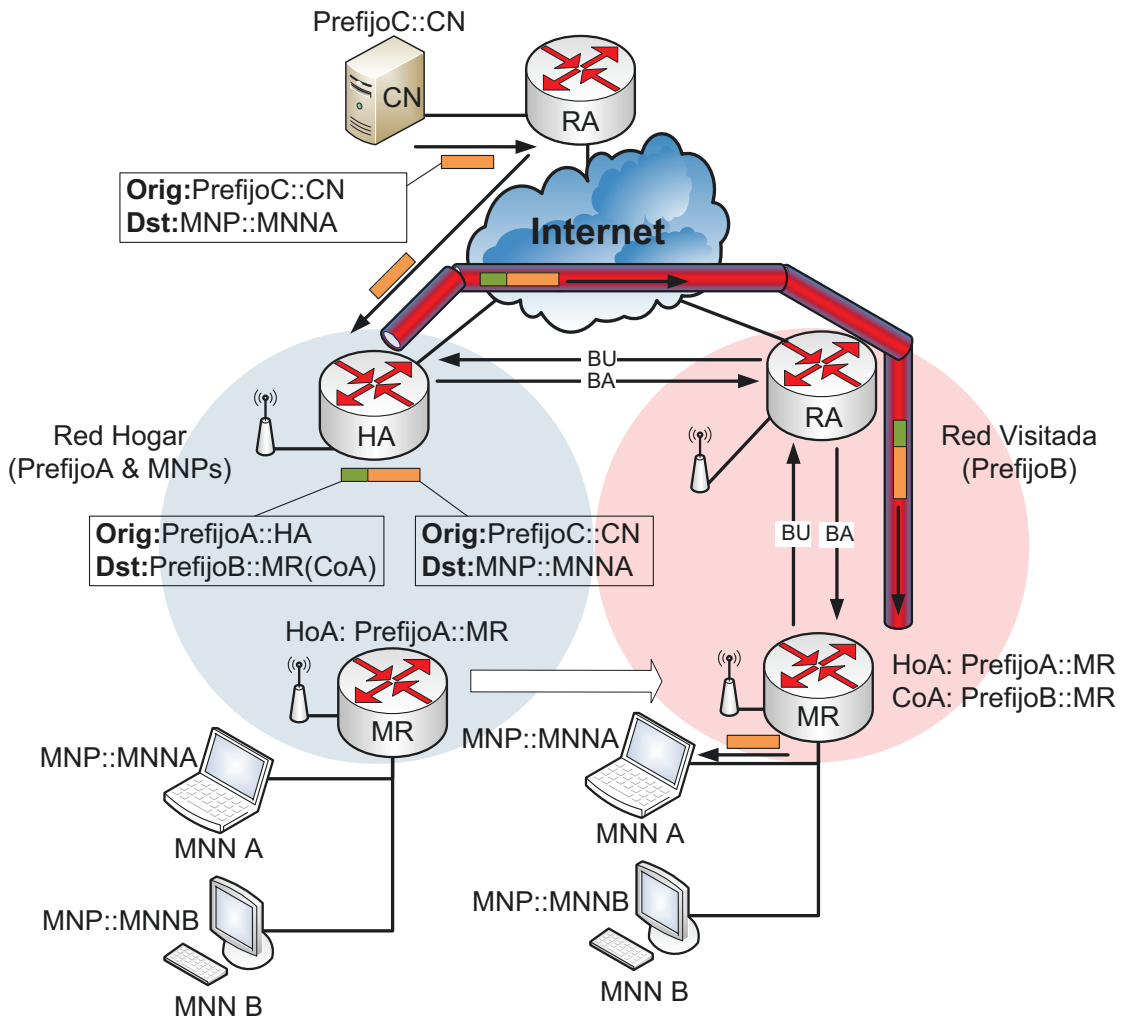 PrefijoC::CN
CN
RA
Orig:PrefijoC::CN
Dst:MNP::MNNA
Internet
BU
BA
HA
RA
Red Hogar
(PrefijoA & MNPs)
Red Visitada
(PrefijoB)
Orig:PrefijoA::HA
Dst:PrefijoB::MR(CoA)
Orig:PrefijoC::CN
Dst:MNP::MNNA
BU
BA
HoA: PrefijoA::MR
MR
MR
HoA: PrefijoA::MR
CoA: PrefijoB::MR
MNP::MNNA
MNN A
MNP::MNNA
MNN A
MNP::MNNB
MNN B
MNP::MNNB
MNN B